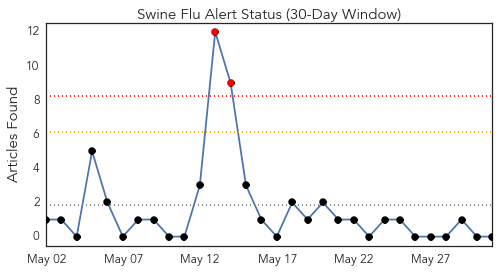 Swine Flu Alert Status (30-Day Window)
Articles Found
12
10
8
6
4
2
0
May 02
May 07
May 12
May 17
May 22
May 27